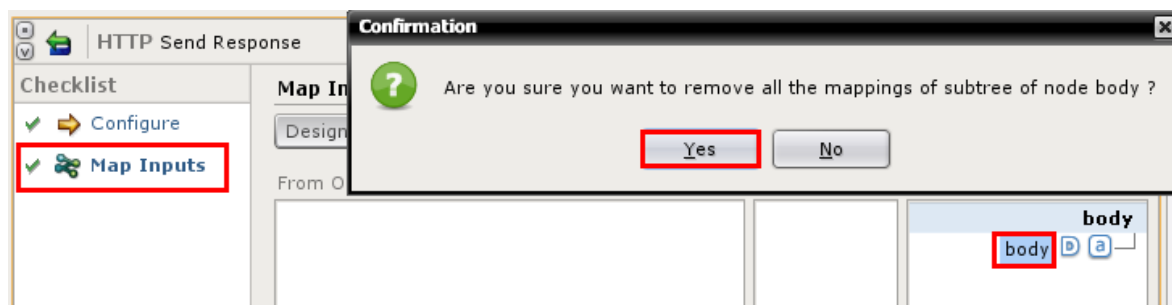 Confirmation
HTTP Send Response
Checklist
Map In
Are you sure you want to remove all the mappings of subtree of node body ?
Configure
Design
Yes
No
Map Inputs
From O
body
body D a